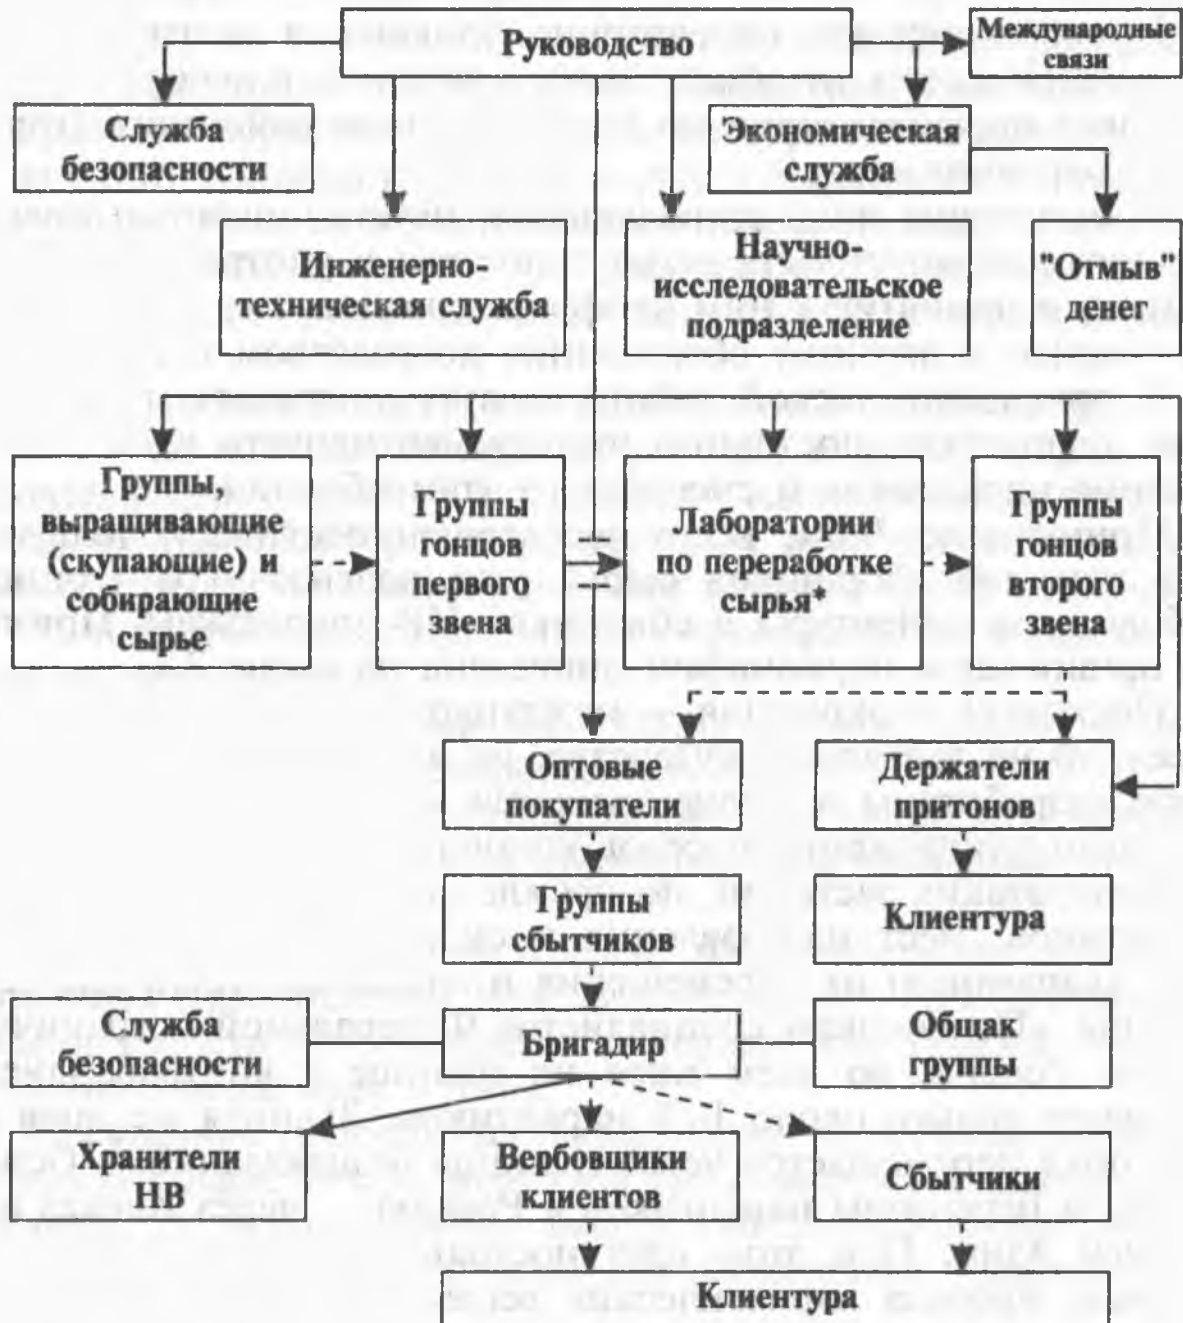 Руководство
Международные
связи
Служба
безопасности
Экономическая
служба
Инженерно-
техническая служба
Научно-
исследовательское
подразделение
"Отмыв"
денег
Группы,
выращивающие
(скупающие) и
собирающие
сырье
Группы
гонцов
первого
звена
Лаборатории
по переработке
сырья*
Группы
гонцов
второго
звена
Оптовые
покупатели
Держатели
притонов
Группы
сбытчиков
Клиентура
Служба
безопасности
Бригадир
Общак
группы
Хранители
НВ
Вербовщики
клиентов
Сбытчики
Клиентура